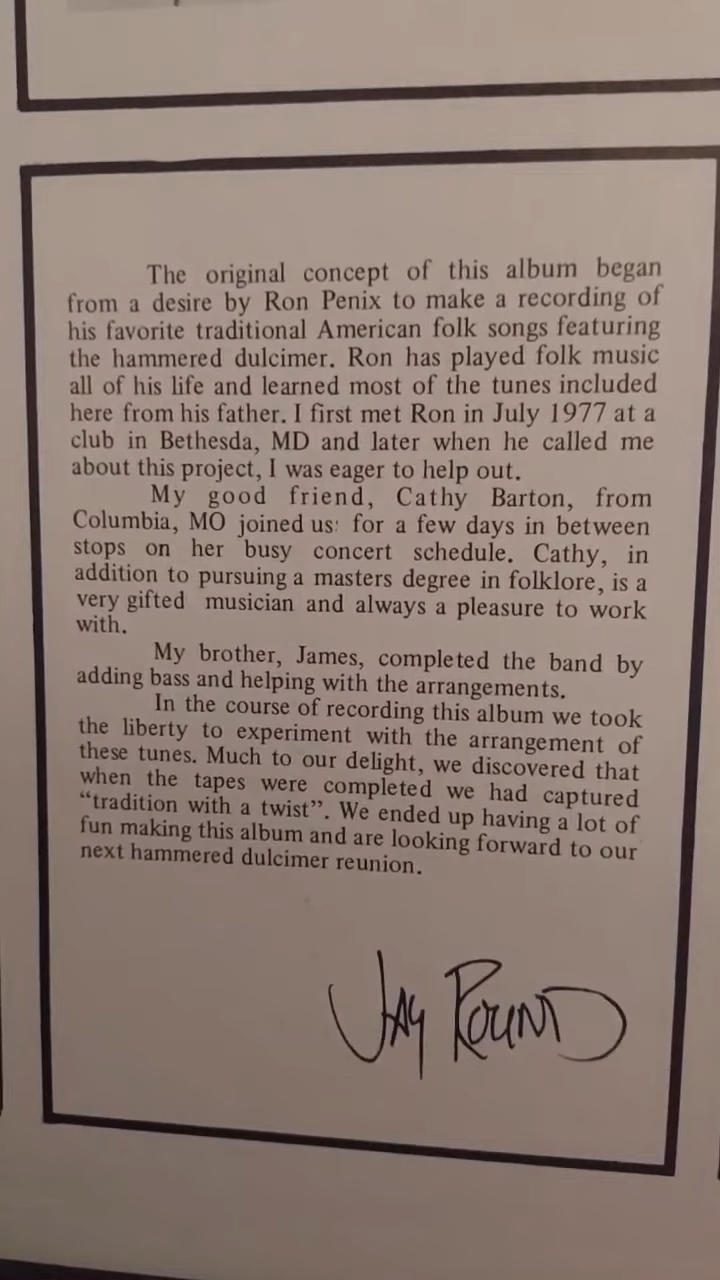 The original concept of this album began
from a desire by Ron Penix to make a recording of
his favorite traditional American folk songs featuring
the hammered dulcimer. Ron has played folk music
all of his life and learned most of the tunes included
here from his father. I first met Ron in July 1977 at a
club in Bethesda, MD and later when he called me
about this project, I was eager to help out.
My good friend, Cathy Barton, from
Columbia, MO joined us: for a few days in between
stops on her busy concert schedule. Cathy, in
addition to pursuing a masters degree in folklore, is a
very gifted musician and always a pleasure to work
with.
My brother, James, completed the band by
adding bass and helping with the arrangements.
In the course of recording this album we took
the liberty to experiment with the arrangement of
these tunes. Much to our delight, we discovered that
when the tapes were completed we had captured
“tradition with a twist”. We ended up having a lot of
fun making this album and are looking forward to our
next hammered dulcimer reunion.
Jay Round